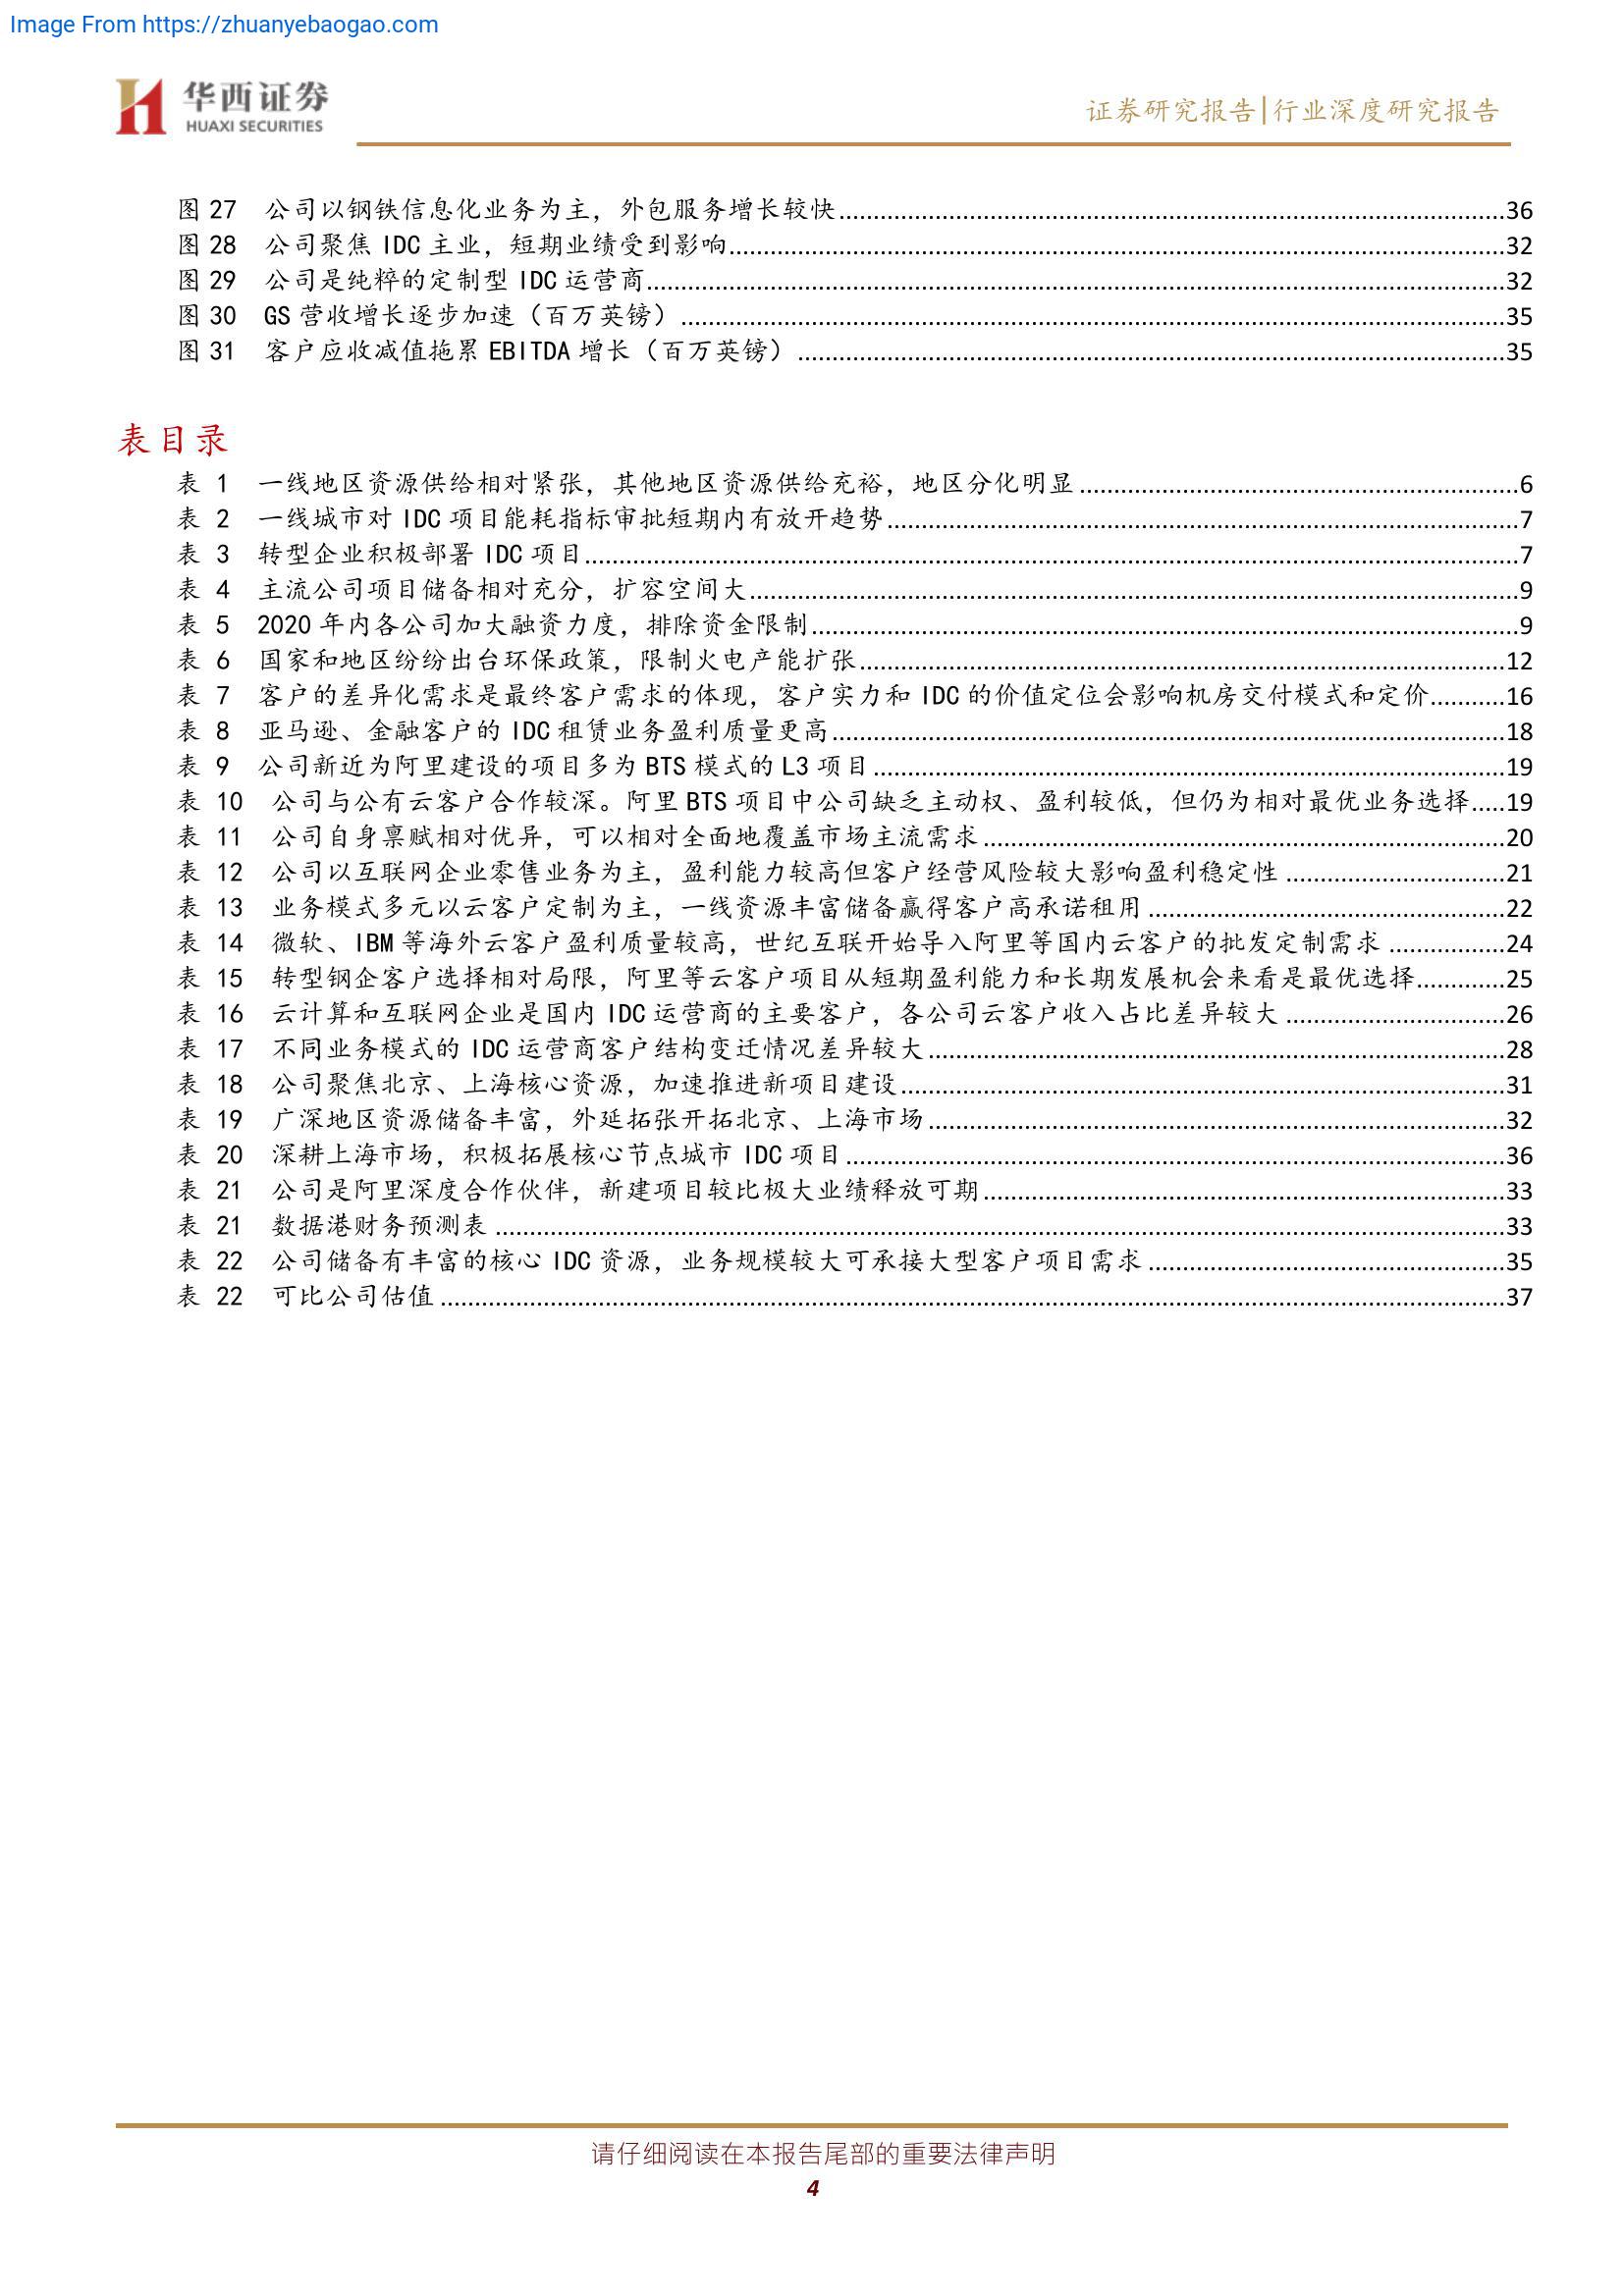 Image From https://zhuanyebaogao.com
华西证券
HUAXI SECURITIES
证券研究报告|行业深度研究报告
图 27 公司以钢铁信息化业务为主，外包服务增长较快....................36
图 28 公司聚焦 IDC 主业，短期业绩受到影响....................32
图 29 公司是纯粹的定制型 IDC 运营商....................32
图 30 GS 营收增长逐步加速（百万英镑）....................35
图 31 客户应收减值拖累 EBITDA 增长（百万英镑）....................35
表目录
表 1 一线地区资源供给相对紧张，其他地区资源供给充裕，地区分化明显....................6
表 2 一线城市对 IDC 项目能耗指标审批短期内有放开趋势....................7
表 3 转型企业积极部署 IDC 项目....................7
表 4 主流公司项目储备相对充分，扩容空间大....................9
表 5 2020 年内各公司加大融资力度，排除资金限制....................9
表 6 国家和地区纷纷出台环保政策，限制火电产能扩张....................12
表 7 客户的差异化需求是最终客户需求的体现，客户实力和 IDC 的价值定位会影响机房交付模式和定价...........16
表 8 亚马逊、金融客户的 IDC 租赁业务盈利质量更高....................18
表 9 公司新近为阿里建设的项目多为 BTS 模式的 L3 项目....................19
表 10 公司与公有云客户合作较深。阿里 BTS 项目中公司缺乏主动权、盈利较低，但仍为相对最优业务选择.....19
表 11 公司自身禀赋相对优异，可以相对全面地覆盖市场主流需求....................20
表 12 公司以互联网企业零售业务为主，盈利能力较高但客户经营风险较大影响盈利稳定性....................21
表 13 业务模式多元以云客户定制为主，一线资源丰富储备赢得客户高承诺租用....................22
表 14 微软、IBM 等海外云客户盈利质量较高，世纪互联开始导入阿里等国内云客户的批发定制需求.................24
表 15 转型钢企客户选择相对局限，阿里等云客户项目从短期盈利能力和长期发展机会来看是最优选择.............25
表 16 云计算和互联网企业是国内 IDC 运营商的主要客户，各公司云客户收入占比差异较大....................26
表 17 不同业务模式的 IDC 运营商客户结构变迁情况差异较大....................28
表 18 公司聚焦北京、上海核心资源，加速推进新项目建设....................31
表 19 广深地区资源储备丰富，外延拓张开拓北京、上海市场....................32
表 20 深耕上海市场，积极拓展核心节点城市 IDC 项目....................36
表 21 公司是阿里深度合作伙伴，新建项目较比极大业绩释放可期....................33
表 21 数据港财务预测表....................33
表 22 公司储备有丰富的核心 IDC 资源，业务规模较大可承接大型客户项目需求....................35
表 22 可比公司估值....................37
请仔细阅读在本报告尾部的重要法律声明
4